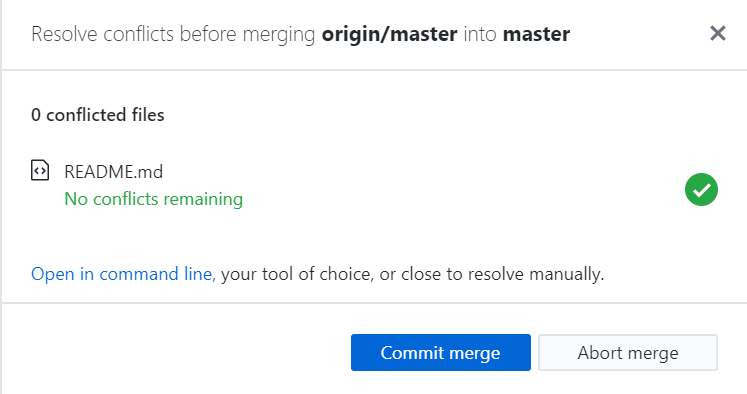 Resolve conflicts before merging origin/master into master
0 conflicted files
README.md
No conflicts remaining
Open in command line, your tool of choice, or close to resolve manually.
Commit merge
Abort merge